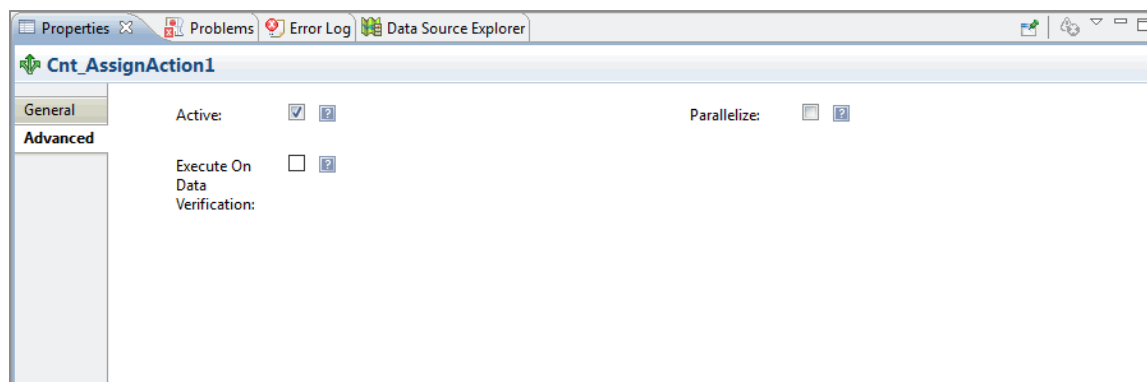 Properties Problems Error Log Data Source Explorer
Cnt_AssignAction1
General
Active: ? Parallelize: ?
Advanced
Execute On ?
Data
Verification: